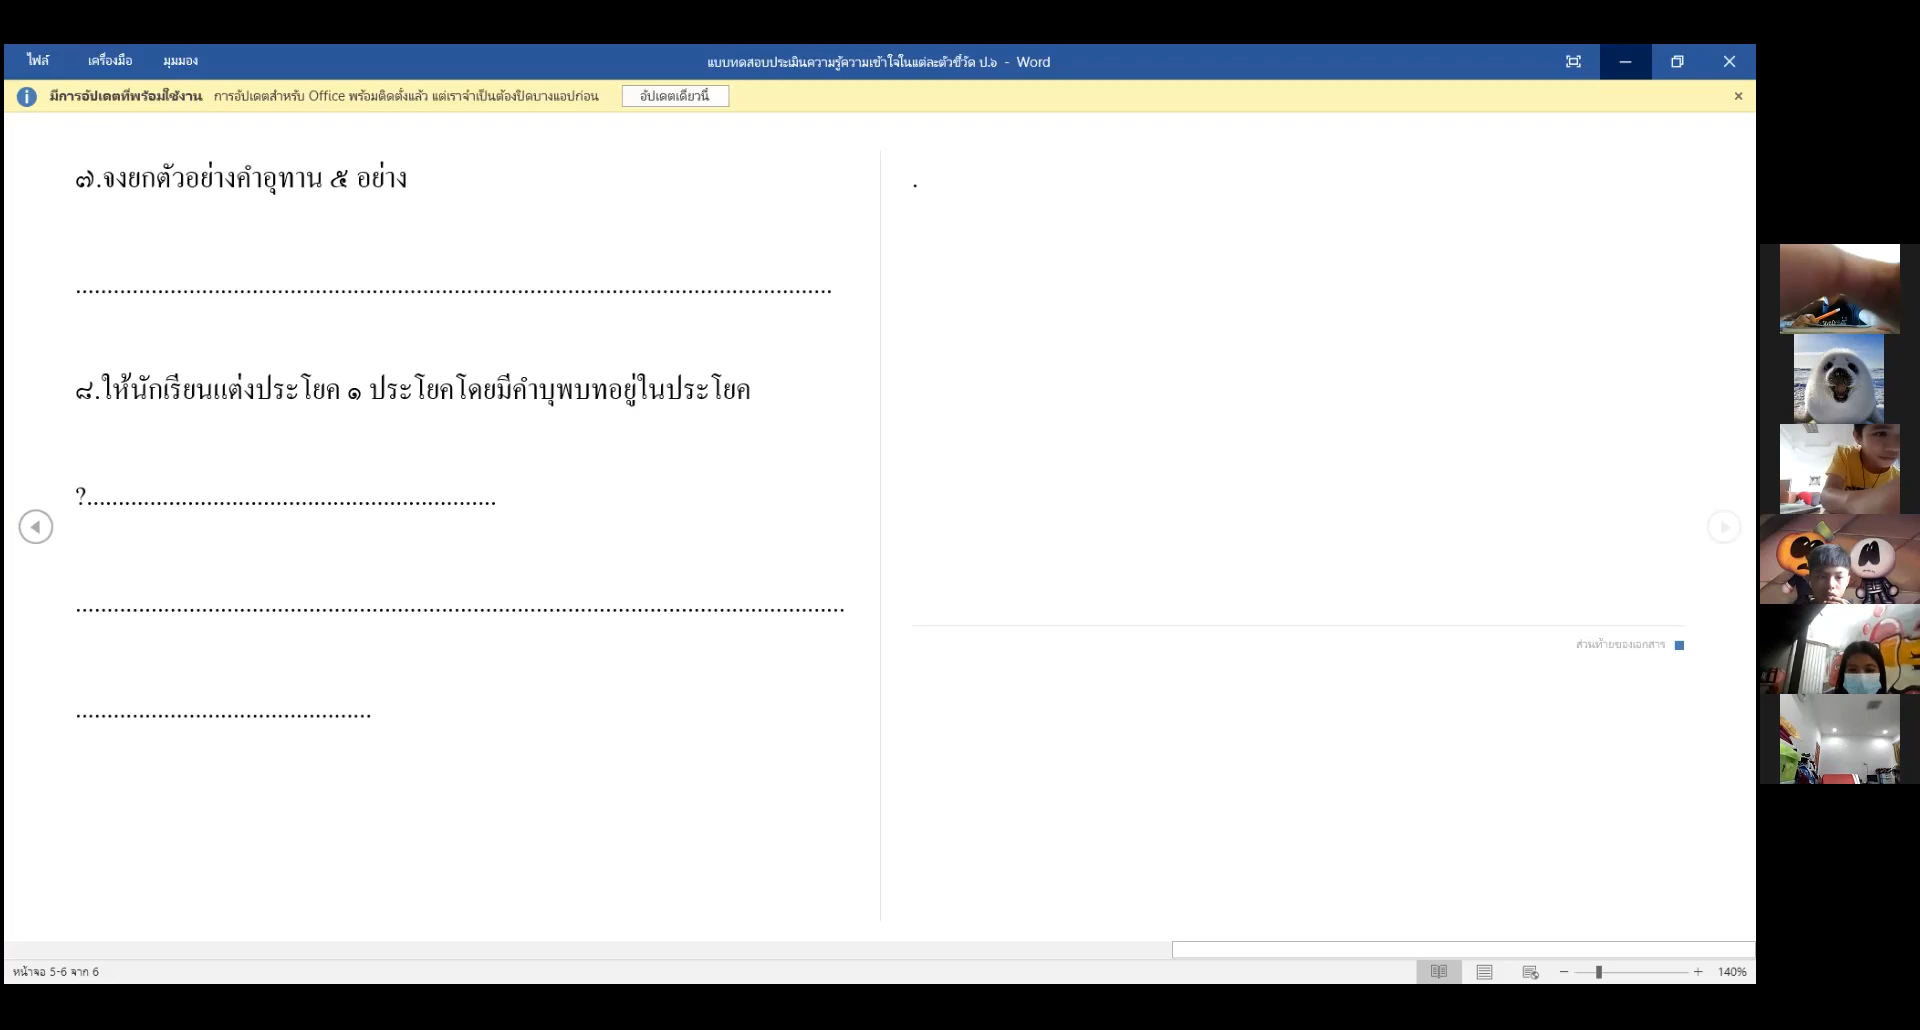 ไฟล์ เครื่องมือ มุมมอง แบบทดสอบประเมินความรู้ความเข้าใจในแต่ละตัวชี้วัด ป.๖ - Word
มีการอัปเดตที่พร้อมใช้งาน การอัปเดตสำหรับ Office พร้อมติดตั้งแล้ว แต่เราจำเป็นต้องปิดบางแอปก่อน อัปเดตเดี๋ยวนี้
๗.จงยกตัวอย่างคำอุทาน ๕ อย่าง
........................................................................................................................
๘.ให้นักเรียนแต่งประโยค ๑ ประโยคโดยมีคำบุพบทอยู่ในประโยค
?.................................................................
..........................................................................................................................
...............................................
.
ส่วนท้ายของเอกสาร
หน้าจอ 5-6 จาก 6 140%